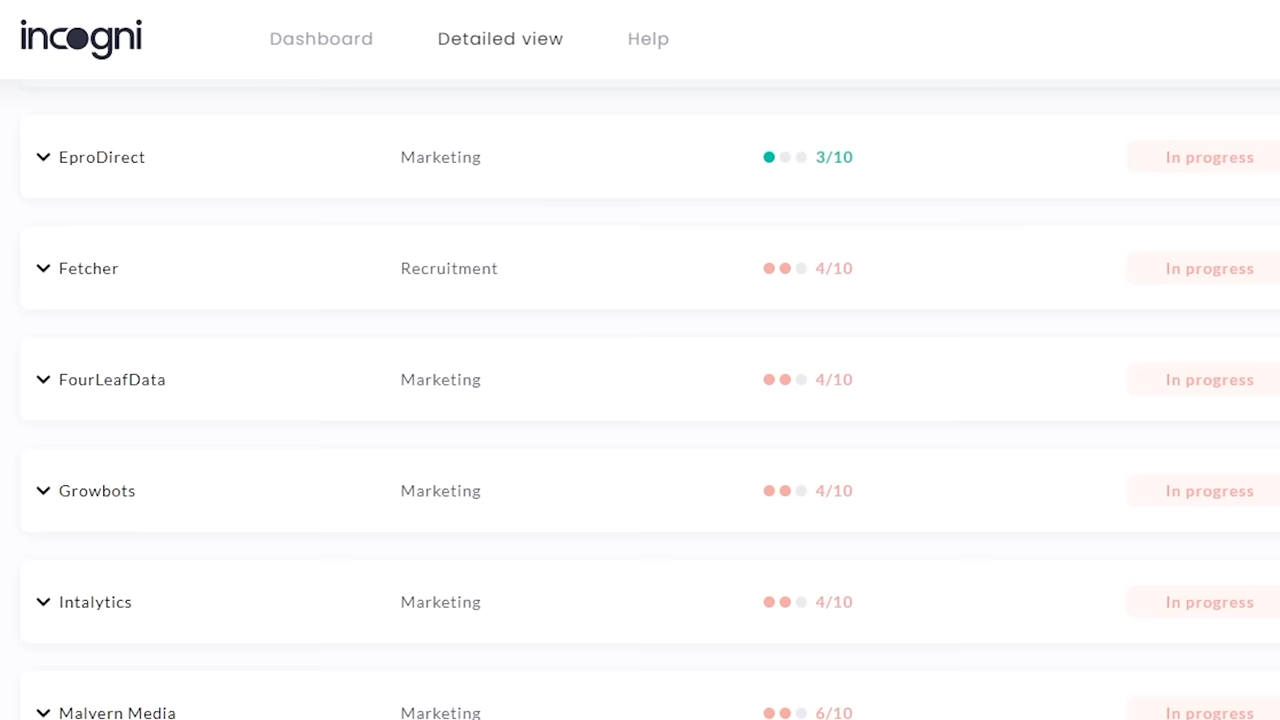 incogni Dashboard Detailed view Help
EproDirect Marketing 3/10 In progress
Fetcher Recruitment 4/10 In progress
FourLeafData Marketing 4/10 In progress
Growbots Marketing 4/10 In progress
Intalytics Marketing 4/10 In progress
Malvern Media Marketing 6/10 In progress